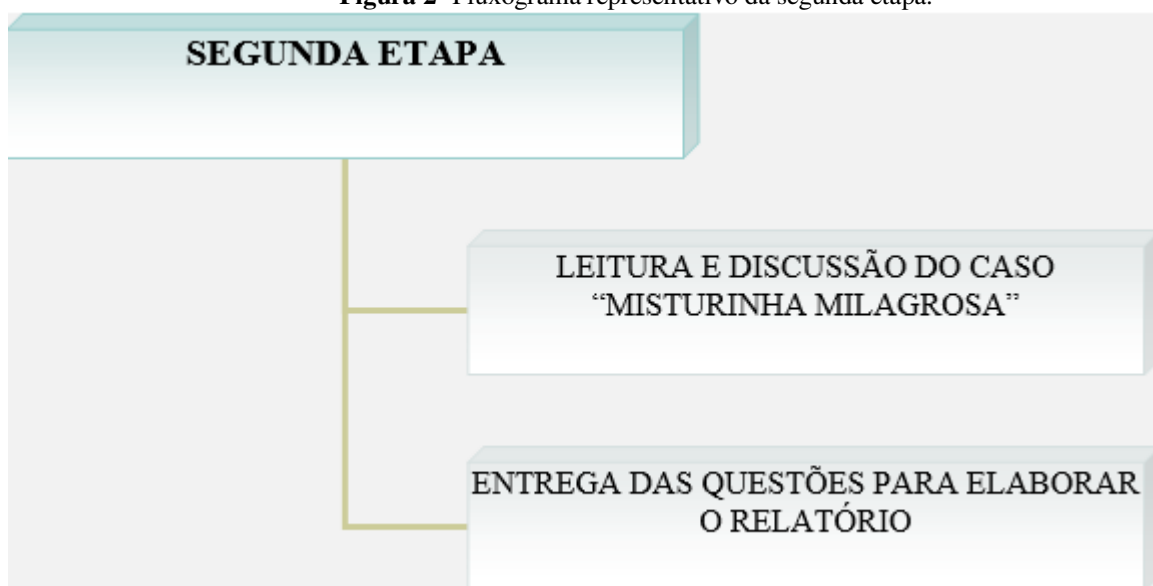 Figura 2- Fluxograma representativo da segunda etapa.
SEGUNDA ETAPA
LEITURA E DISCUSSÃO DO CASO
“MISTURINHA MILAGROSA”
ENTREGA DAS QUESTÕES PARA ELABORAR
O RELATÓRIO